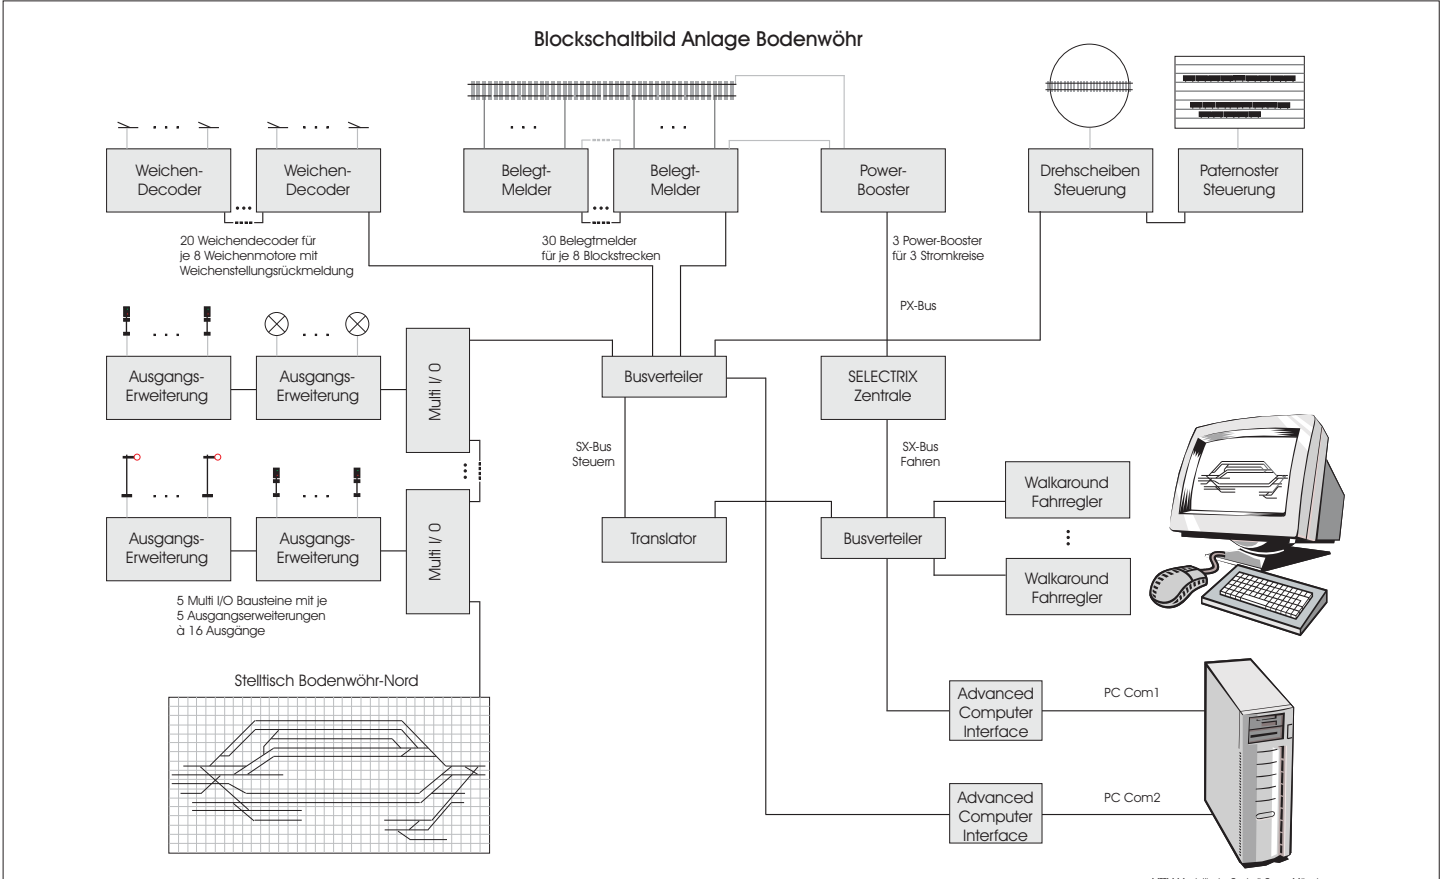 Blockschaltbild Anlage Bodenwöhr
Weichen-
Decoder
Weichen-
Decoder
Belegt-
Melder
Belegt-
Melder
Power-
Booster
Drehscheiben
Steuerung
Paternoster
Steuerung
20 Weichendecoder für
je 8 Weichenmotore mit
Weichenstellungsrückmeldung
30 Belegtmelder
für je 8 Blockstrecken
3 Power-Booster
für 3 Stromkreise
PX-Bus
Ausgangs-
Erweiterung
Ausgangs-
Erweiterung
Multi I/ O
Busverteiler
SELECTRIX
Zentrale
SX-Bus
Steuern
SX-Bus
Fahren
Walkaround
Fahrregler
Ausgangs-
Erweiterung
Ausgangs-
Erweiterung
Multi I/ O
Translator
Busverteiler
Walkaround
Fahrregler
5 Multi I/O Bausteine mit je
5 Ausgangserweiterungen
à 16 Ausgänge
Stelltisch Bodenwöhr-Nord
Advanced
Computer
Interface
PC Com1
Advanced
Computer
Interface
PC Com2